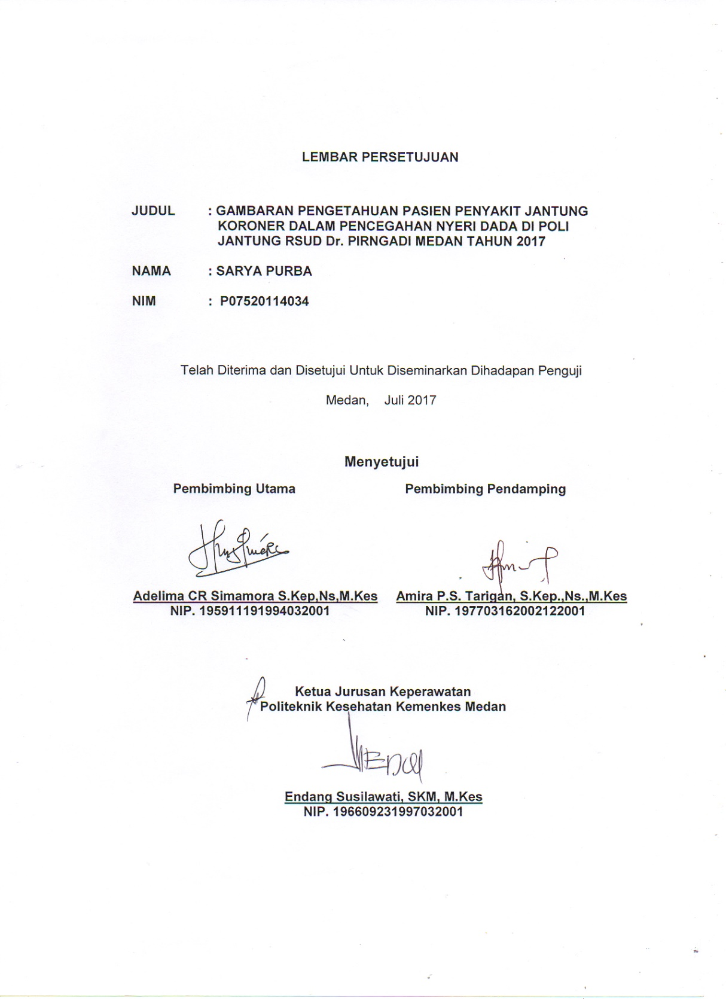 LEMBAR PERSETUJUAN
JUDUL : GAMBARAN PENGETAHUAN PASIEN PENYAKIT JANTUNG
KORONER DALAM PENCEGAHAN NYERI DADA DI POLI
JANTUNG RSUD Dr. PIRNGADI MEDAN TAHUN 2017
NAMA : SARYA PURBA
NIM : P07520114034
Telah Diterima dan Disetujui Untuk Diseminarkan Dihadapan Penguji
Medan, Juli 2017
Menyetujui
Pembimbing Utama Pembimbing Pendamping
Adelima CR Simamora S.Kep,Ns,M.Kes Amira P.S. Tarigan, S.Kep.,Ns.,M.Kes
NIP. 195911191994032001 NIP. 197703162002122001
Ketua Jurusan Keperawatan
Politeknik Kesehatan Kemenkes Medan
Endang Susilawati, SKM, M.Kes
NIP. 196609231997032001